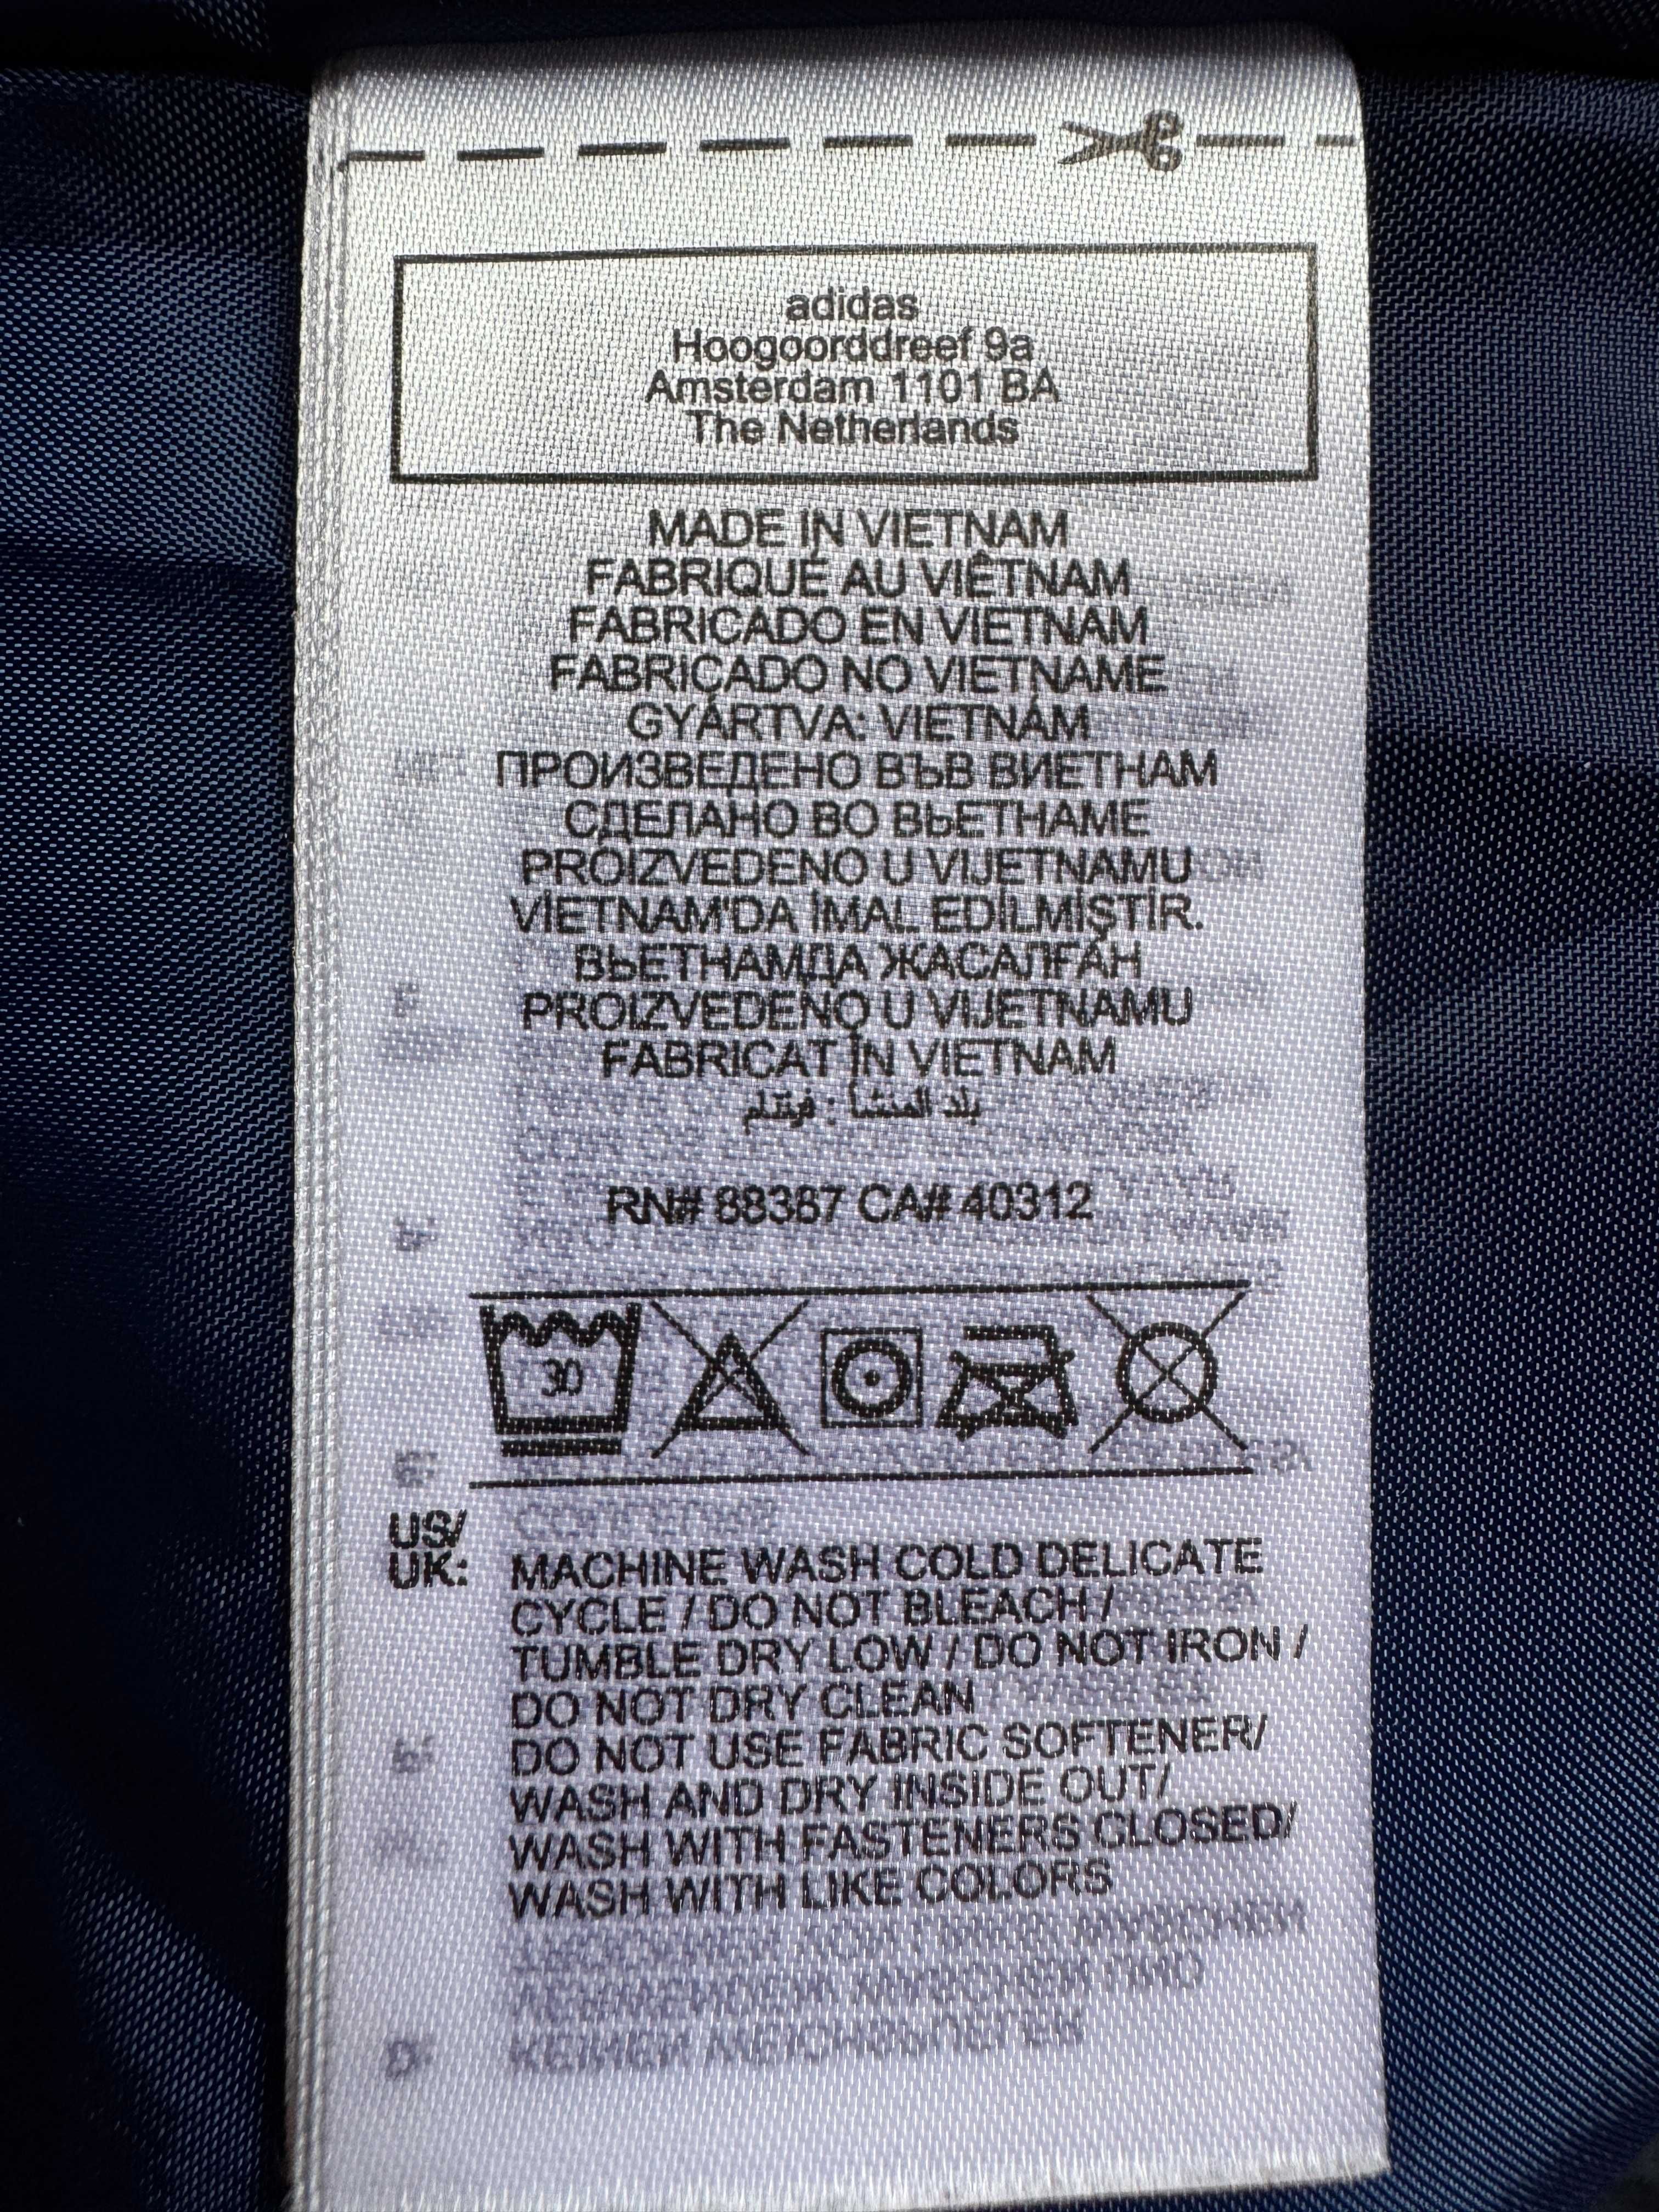 adidas
Hoogoorddreef 9a
Amsterdam 1101 BA
The Netherlands
MADE IN VIETNAM
FABRIQUÉ AU VIÊTNAM
FABRICADO EN VIETNAM
FABRICADO NO VIETNAME
GYÁRTVA: VIETNÁM
ПРОИЗВЕДЕНО ВЪВ ВИЕТНАМ
СДЕЛАНО ВО ВЬЕТНАМЕ
PROIZVEDENO U VIJETNAMU
VİETNAM'DA İMAL EDİLMİŞTİR.
ВЬЕТНАМДА ЖАСАЛҒАН
PROIZVEDENO U VIJETNAMU
FABRICAT ÎN VIETNAM
بلد المنشأ : فيتنام
RN# 88387 CA# 40312
30
US/
UK: MACHINE WASH COLD DELICATE
CYCLE / DO NOT BLEACH /
TUMBLE DRY LOW / DO NOT IRON /
DO NOT DRY CLEAN
DO NOT USE FABRIC SOFTENER/
WASH AND DRY INSIDE OUT/
WASH WITH FASTENERS CLOSED/
WASH WITH LIKE COLORS